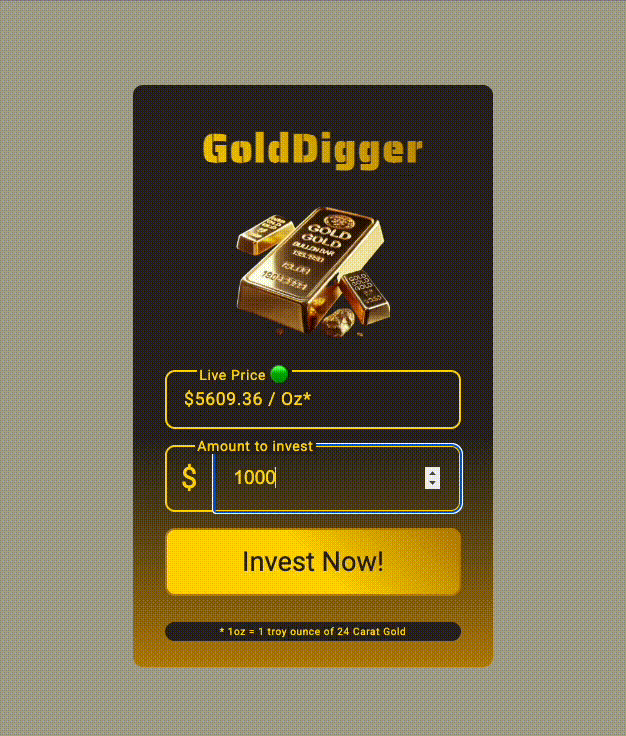 GoldDigger
GOLD
GOLD
Live Price
$5609.36 / Oz*
Amount to invest
$ 1000
Invest Now!
* 1oz = 1 troy ounce of 24 Carat Gold